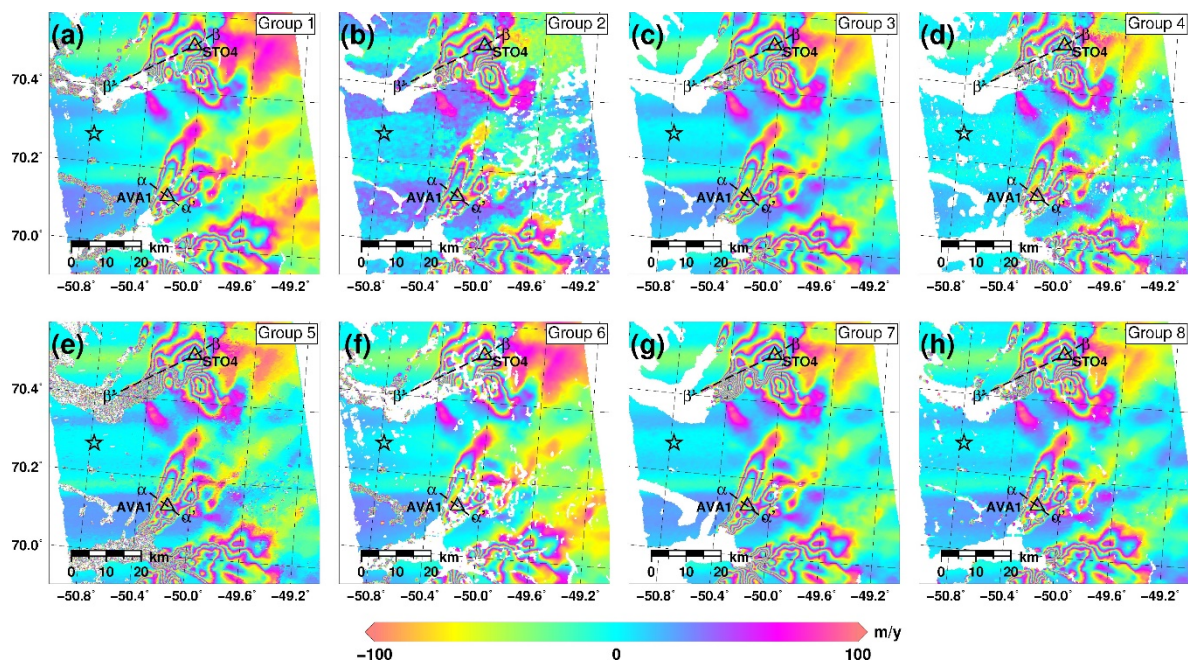 (a) Group 1 (b) Group 2 (c) Group 3 (d) Group 4
β β β β
STO4 STO4 STO4 STO4
70.4˚ β' β' β' β'
70.2˚
α α α α
AVA1 AVA1 AVA1 AVA1
α' α' α' α'
70.0˚
km km km km
0 10 20 0 10 20 0 10 20 0 10 20
−50.8˚ −50.4˚ −50.0˚ −49.6˚ −49.2˚ −50.8˚ −50.4˚ −50.0˚ −49.6˚ −49.2˚ −50.8˚ −50.4˚ −50.0˚ −49.6˚ −49.2˚ −50.8˚ −50.4˚ −50.0˚ −49.6˚ −49.2˚
(e) Group 5 (f) Group 6 (g) Group 7 (h) Group 8
β β β β
STO4 STO4 STO4 STO4
70.4˚ β' β' β' β'
70.2˚
α α α α
AVA1 AVA1 AVA1 AVA1
α' α' α' α'
70.0˚
km km km km
0 10 20 0 10 20 0 10 20 0 10 20
−50.8˚ −50.4˚ −50.0˚ −49.6˚ −49.2˚ −50.8˚ −50.4˚ −50.0˚ −49.6˚ −49.2˚ −50.8˚ −50.4˚ −50.0˚ −49.6˚ −49.2˚ −50.8˚ −50.4˚ −50.0˚ −49.6˚ −49.2˚
m/y
−100 0 100